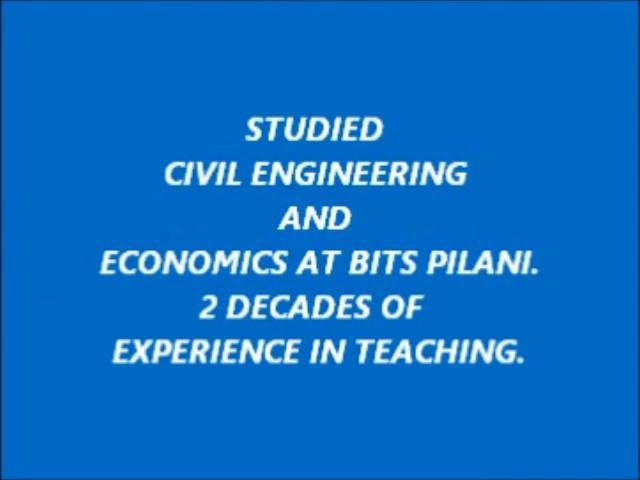 STUDIED
CIVIL ENGINEERING
AND
ECONOMICS AT BITS PILANI.
2 DECADES OF
EXPERIENCE IN TEACHING.